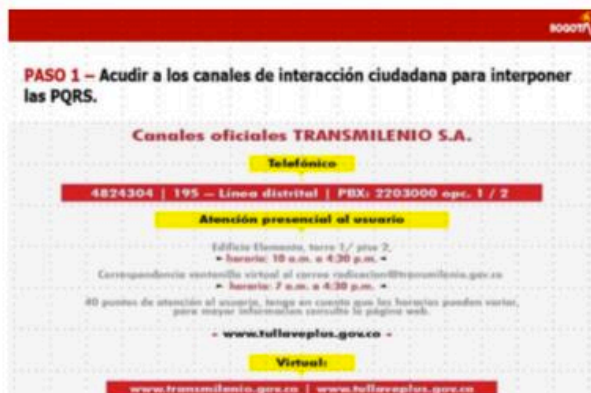 BOGOTÁ
PASO 1 – Acudir a los canales de interacción ciudadana para interponer
las PQRS.
Canales oficiales TRANSMILENIO S.A.
Telefónico
4824304 | 195 – Línea distrital | PBX: 2203000 opc. 1 / 2
Atención presencial al usuario
Edificio Elemento, torre 1/ piso 2,
horario: 10 a.m. a 4:30 p.m.
Correspondencia ventanilla virtual al correo radicacion@transmilenio.gov.co
horario: 7 a.m. a 4:30 p.m.
40 puntos de atención al usuario, tenga en cuenta que los horarios pueden variar,
para mayor información consulte la página web.
www.tullaveplus.gov.co
Virtual:
www.transmilenio.gov.co | www.tullaveplus.gov.co